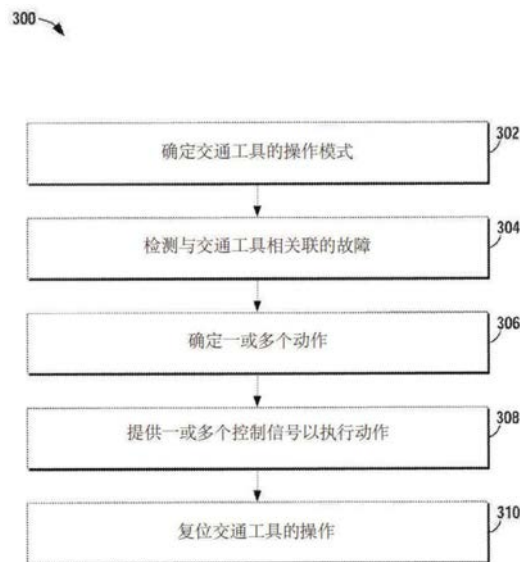 300
确定交通工具的操作模式
302
检测与交通工具相关联的故障
304
确定一或多个动作
306
提供一或多个控制信号以执行动作
308
复位交通工具的操作
310